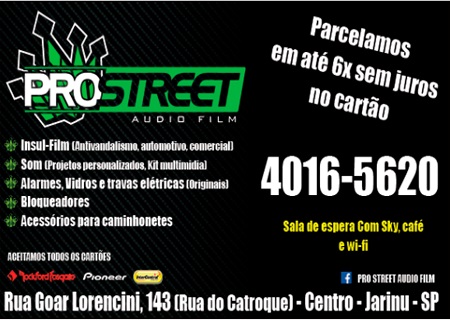 PROSTREET
AUDIO FILM
Parcelamos
em até 6x sem juros
no cartão
Insul-Film (Antivandalismo, automotivo, comercial)
Som (Projetos personalizados, Kit multimidia)
Alarmes, Vidros e travas elétricas (Originais)
Bloqueadores
Acessórios para caminhonetes
4016-5620
Sala de espera Com Sky, café
e wi-fi
ACEITAMOS TODOS OS CARTÕES
Rockford Fosgate Pioneer
PRO STREET AUDIO FILM
Rua Goar Lorencini, 143 (Rua do Catroque) - Centro - Jarinu - SP